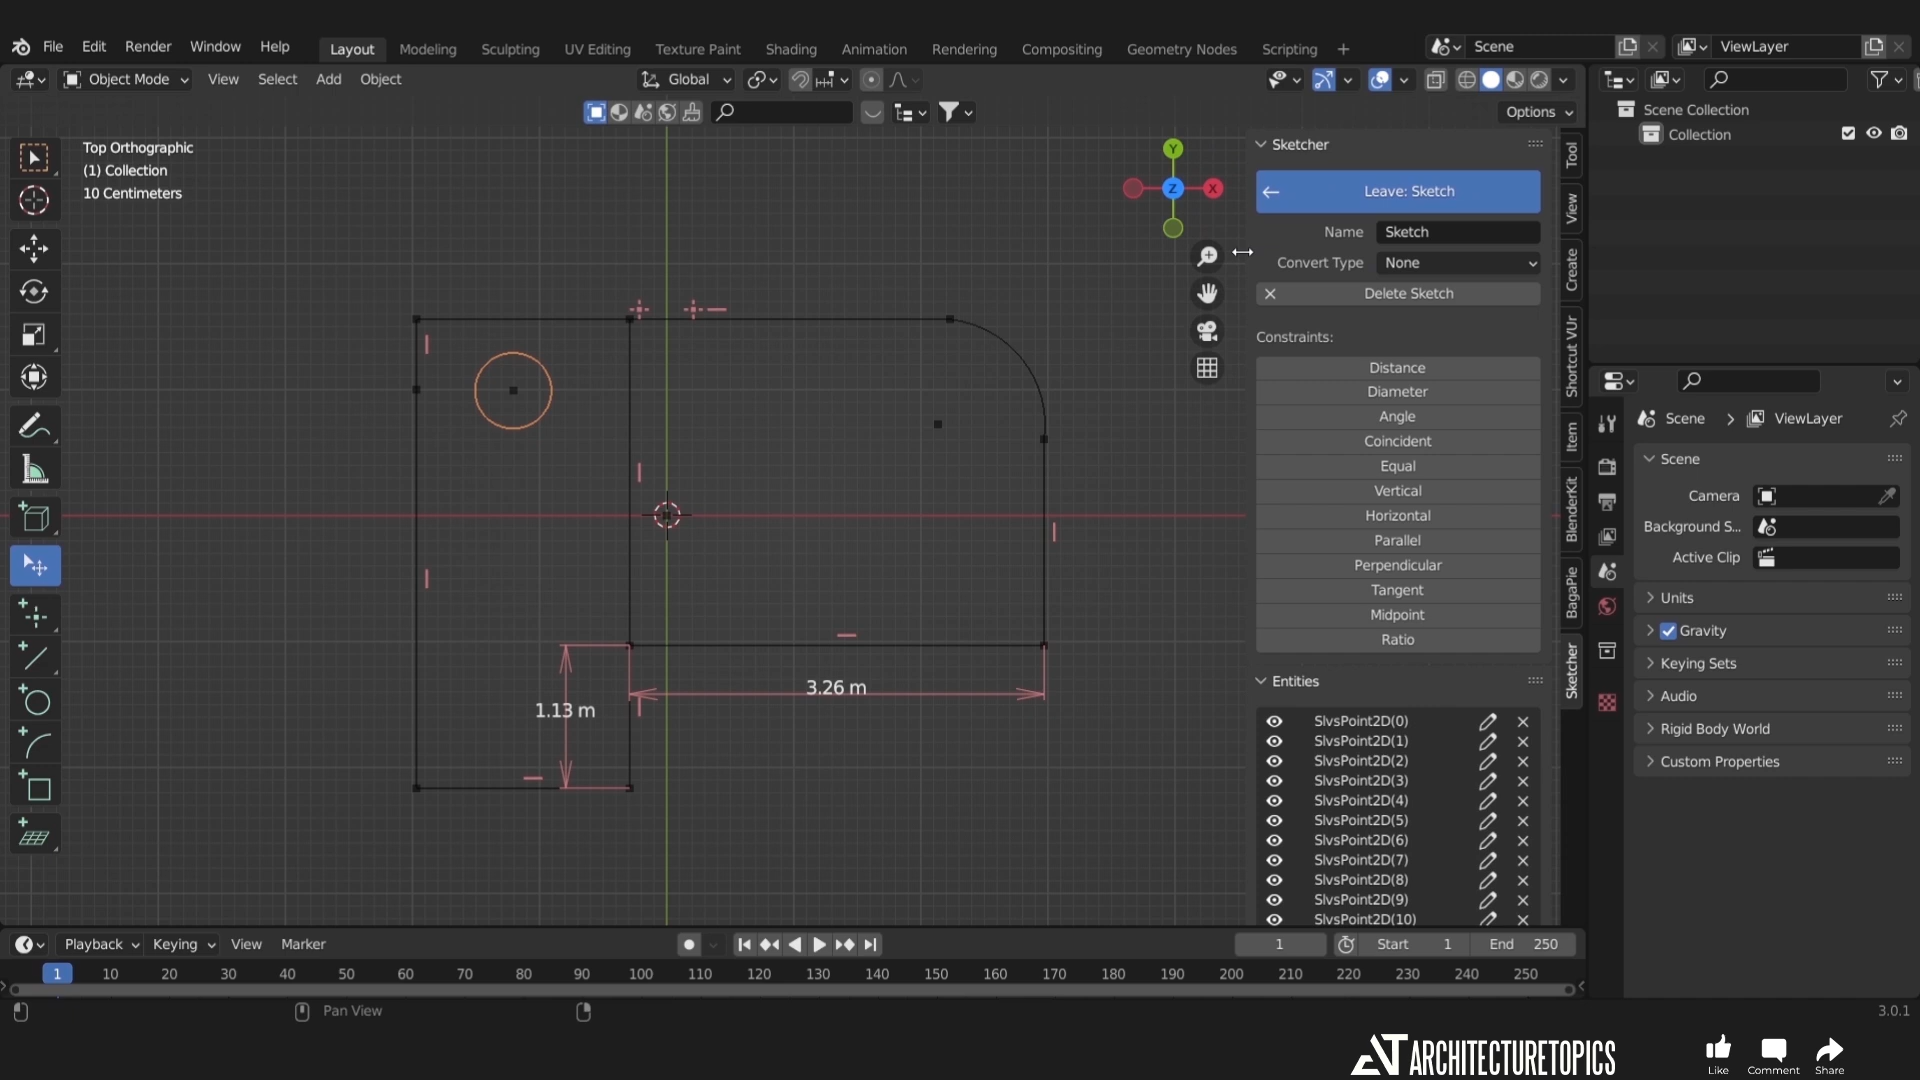 File Edit Render Window Help Layout Modeling Sculpting UV Editing Texture Paint Shading Animation Rendering Compositing Geometry Nodes Scripting + Scene ViewLayer
Object Mode View Select Add Object Global
Options
Top Orthographic
(1) Collection
10 Centimeters
Y
Z
X
1.13 m
3.26 m
Sketcher
Leave: Sketch
Name Sketch
Convert Type None
Delete Sketch
Constraints:
Distance
Diameter
Angle
Coincident
Equal
Vertical
Horizontal
Parallel
Perpendicular
Tangent
Midpoint
Ratio
Entities
SlvsPoint2D(0)
SlvsPoint2D(1)
SlvsPoint2D(2)
SlvsPoint2D(3)
SlvsPoint2D(4)
SlvsPoint2D(5)
SlvsPoint2D(6)
SlvsPoint2D(7)
SlvsPoint2D(8)
SlvsPoint2D(9)
SlvsPoint2D(10)
Tool
View
Create
Shortcut VUr
Item
BlenderKit
BagaPie
Sketcher
Scene Collection
Collection
Scene ViewLayer
Scene
Camera
Background S...
Active Clip
Units
Gravity
Keying Sets
Audio
Rigid Body World
Custom Properties
Playback Keying View Marker 1 Start 1 End 250
1 10 20 30 40 50 60 70 80 90 100 110 120 130 140 150 160 170 180 190 200 210 220 230 240 250
Pan View 3.0.1
ARCHITECTURETOPICS
Like Comment Share